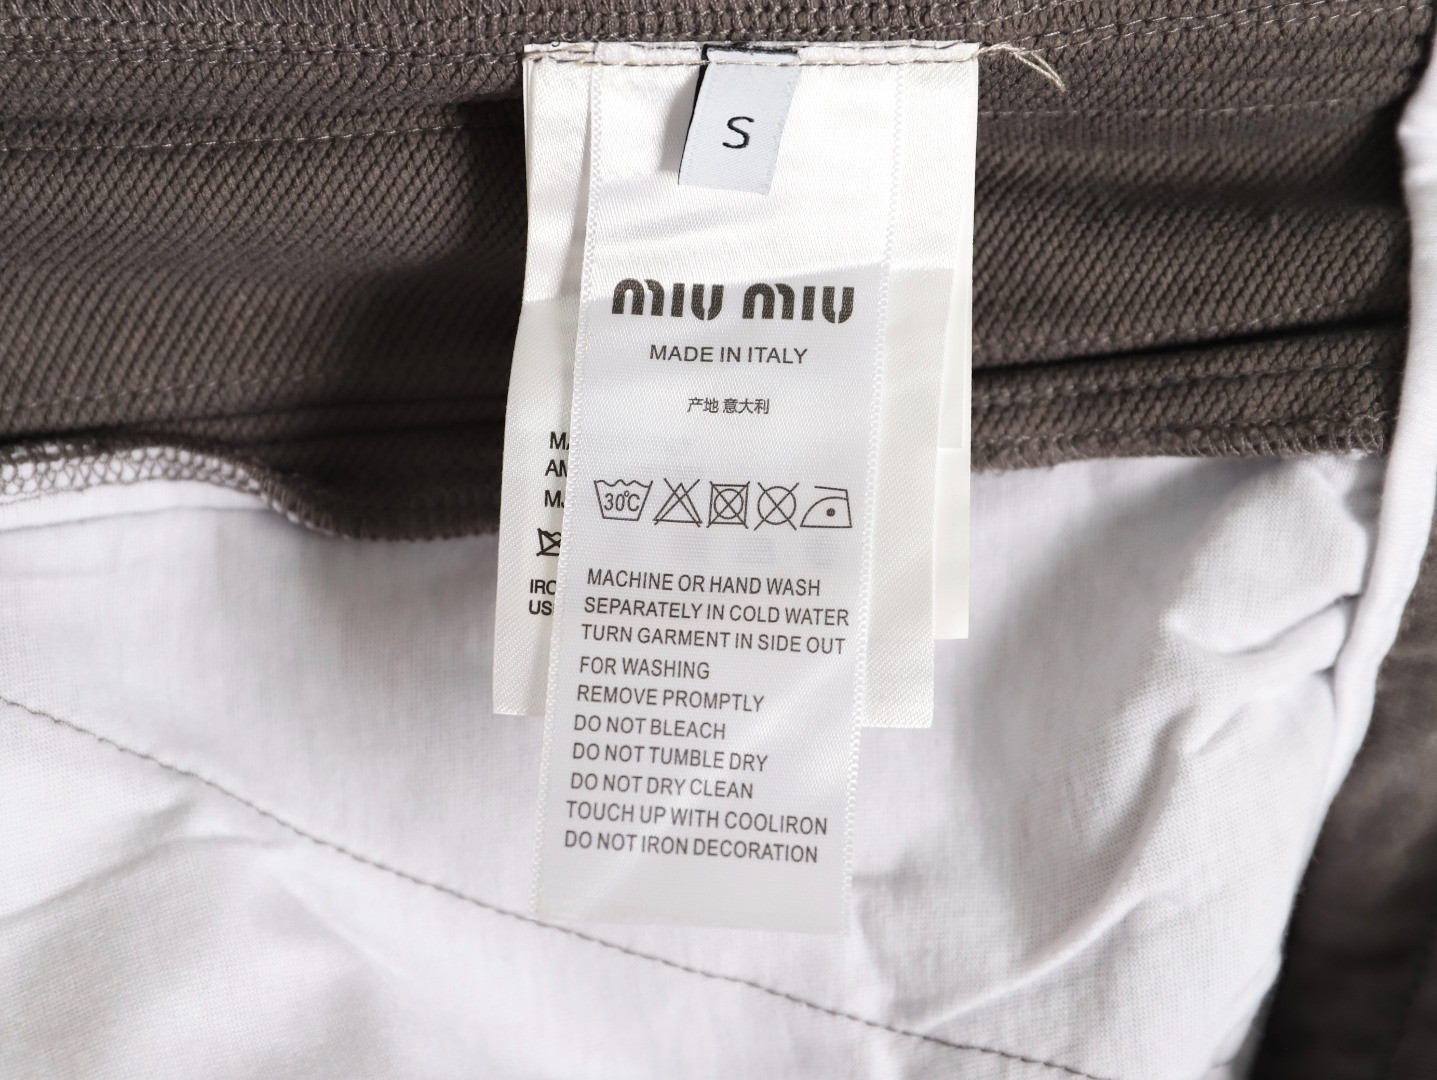 S
MIU MIU
MADE IN ITALY
产地 意大利
30°C
MACHINE OR HAND WASH
SEPARATELY IN COLD WATER
TURN GARMENT IN SIDE OUT
FOR WASHING
REMOVE PROMPTLY
DO NOT BLEACH
DO NOT TUMBLE DRY
DO NOT DRY CLEAN
TOUCH UP WITH COOLIRON
DO NOT IRON DECORATION